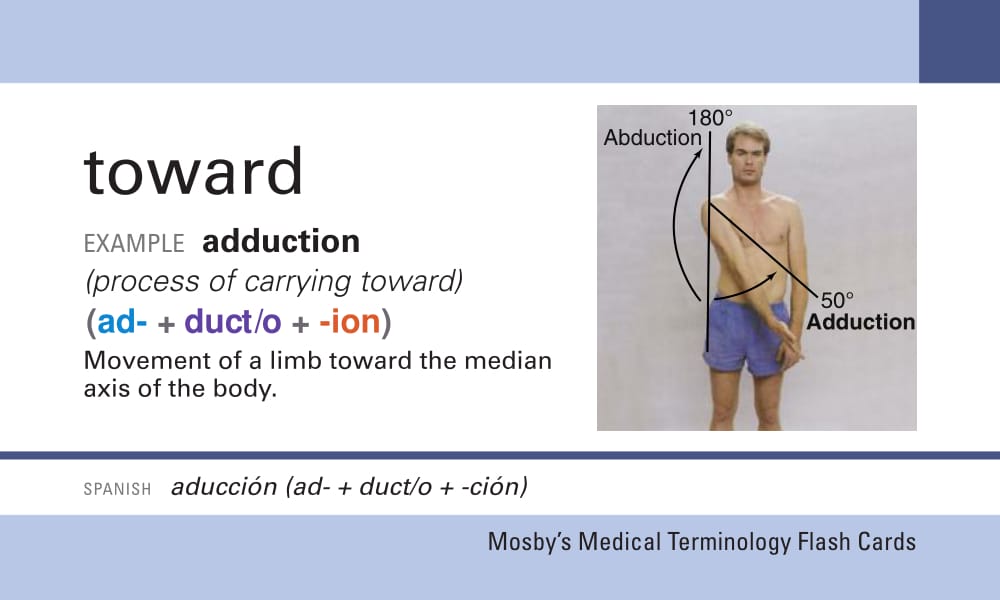 toward
EXAMPLE adduction
(process of carrying toward)
(ad- + duct/o + -ion)
Movement of a limb toward the median
axis of the body.
180°
Abduction
50°
Adduction
SPANISH aducción (ad- + duct/o + -ción)
Mosby’s Medical Terminology Flash Cards